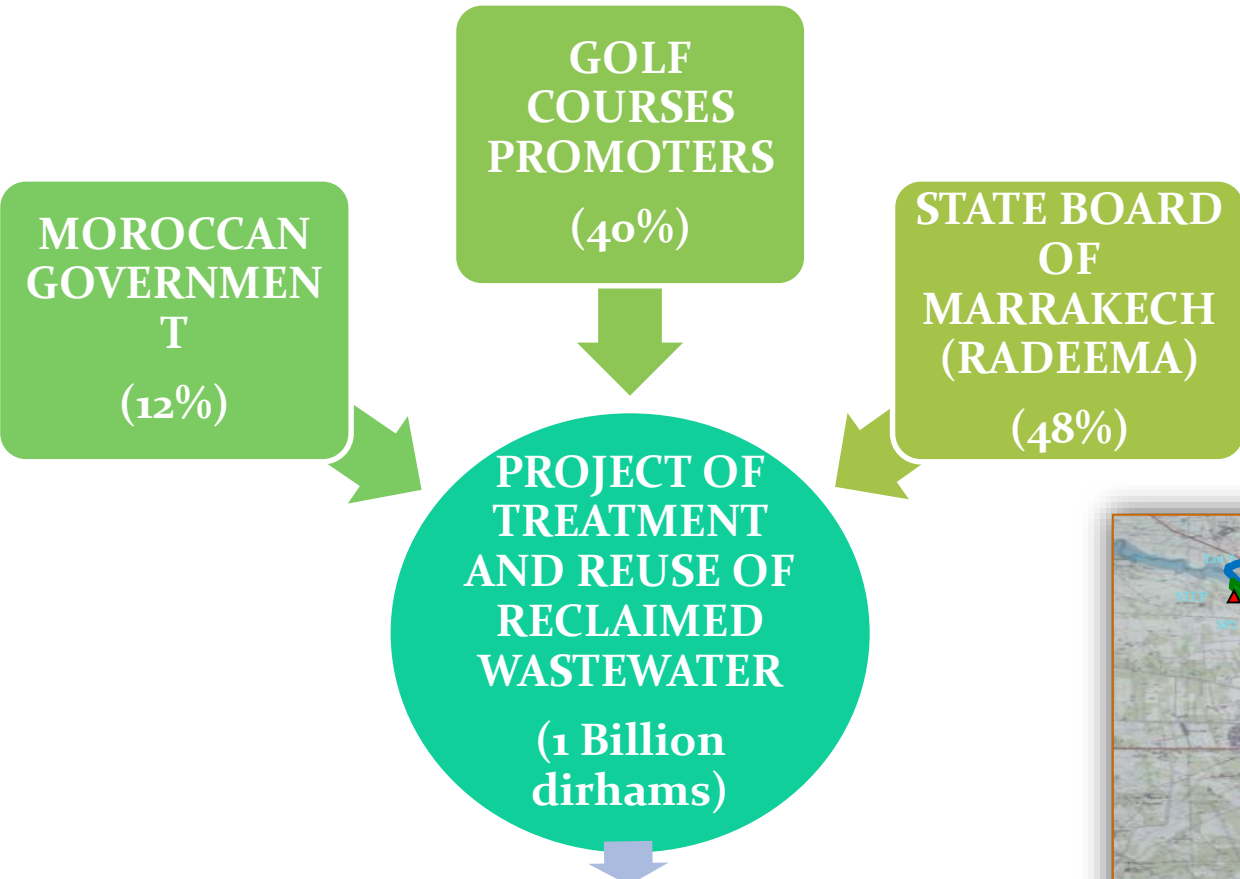 GOLF
COURSES
PROMOTERS
(40%)
MOROCCAN
GOVERNMEN
T
(12%)
STATE BOARD
OF
MARRAKECH
(RADEEMA)
(48%)
PROJECT OF
TREATMENT
AND REUSE OF
RECLAIMED
WASTEWATER
(1 Billion
dirhams)
STEP